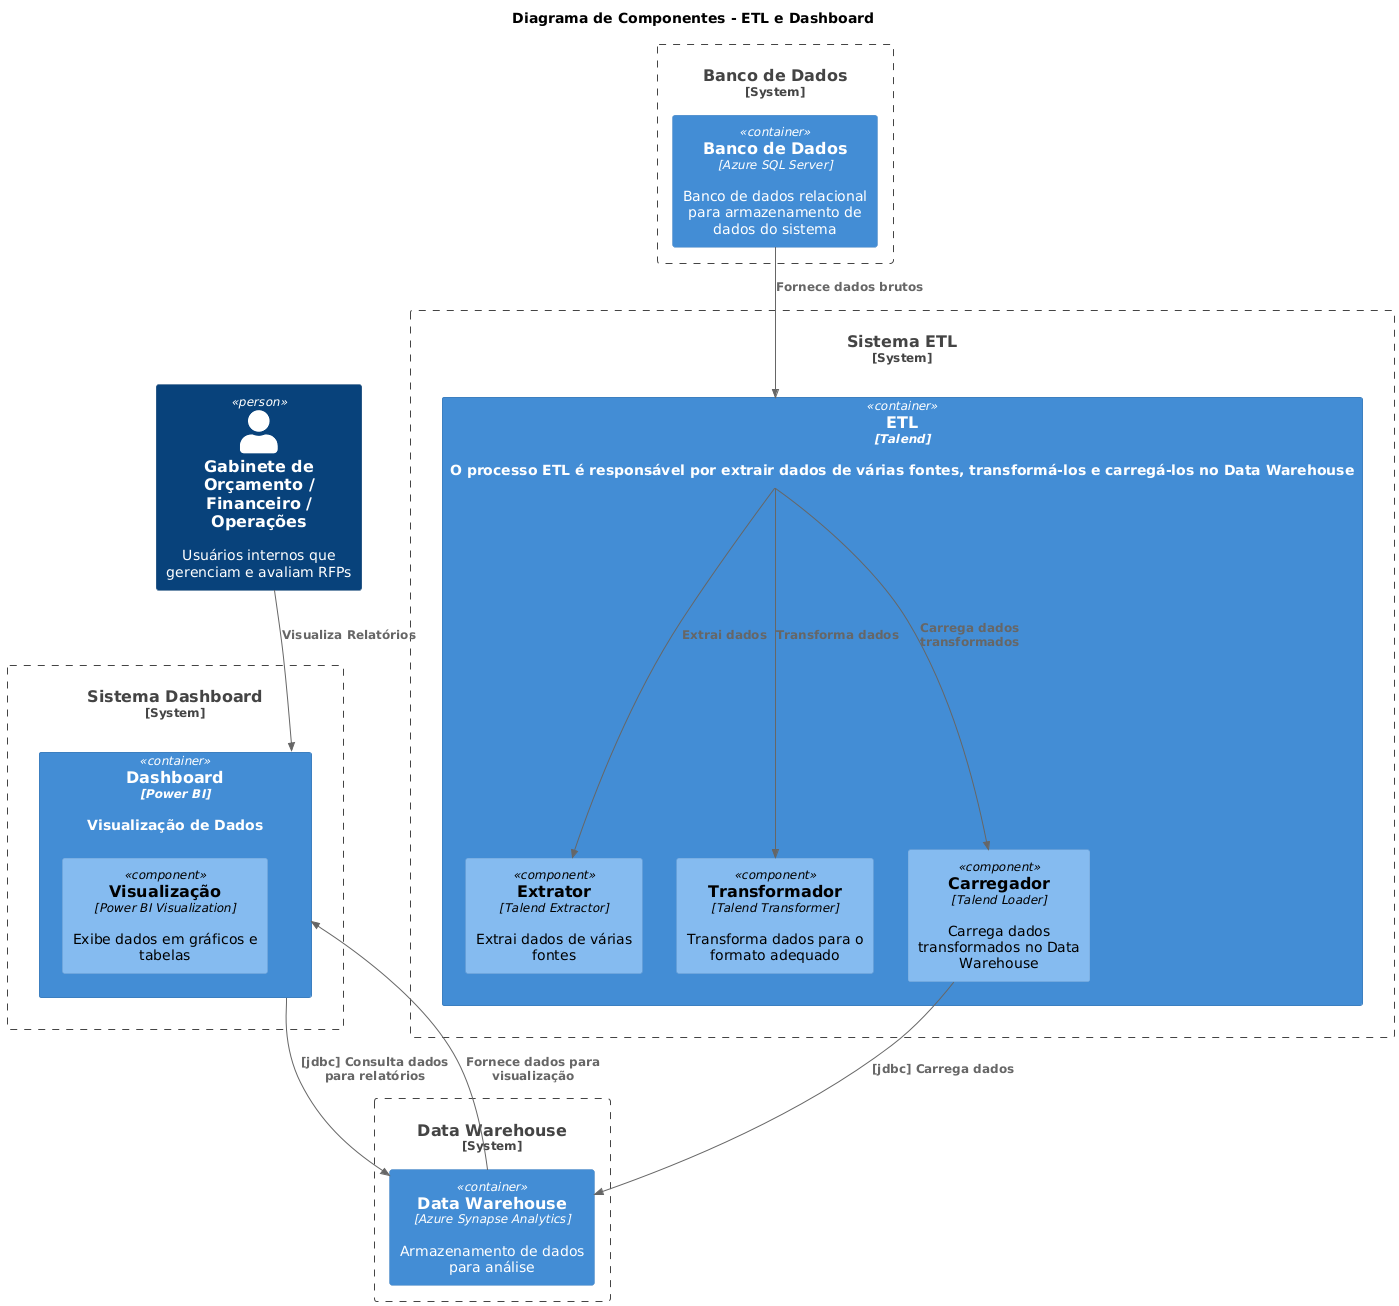 Diagrama de Componentes - ETL e Dashboard
Banco de Dados
[System]
«container»
Banco de Dados
[Azure SQL Server]
Banco de dados relacional
para armazenamento de
dados do sistema
Fornece dados brutos
Sistema ETL
[System]
«container»
ETL
[Talend]
O processo ETL é responsável por extrair dados de várias fontes, transformá-los e carregá-los no Data Warehouse
«person»
Gabinete de
Orçamento /
Financeiro /
Operações
Usuários internos que
gerenciam e avaliam RFPs
Visualiza Relatórios
Extrai dados
Transforma dados
Carrega dados
transformados
Sistema Dashboard
[System]
«container»
Dashboard
[Power BI]
Visualização de Dados
«component»
Visualização
[Power BI Visualization]
Exibe dados em gráficos e
tabelas
«component»
Extrator
[Talend Extractor]
Extrai dados de várias
fontes
«component»
Transformador
[Talend Transformer]
Transforma dados para o
formato adequado
«component»
Carregador
[Talend Loader]
Carrega dados
transformados no Data
Warehouse
[jdbc] Consulta dados
para relatórios
Fornece dados para
visualização
[jdbc] Carrega dados
Data Warehouse
[System]
«container»
Data Warehouse
[Azure Synapse Analytics]
Armazenamento de dados
para análise